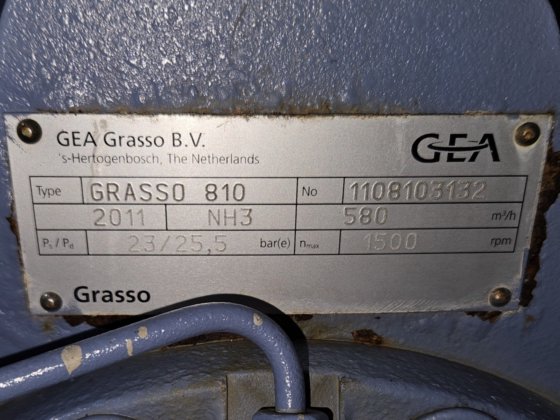 GEA Grasso B.V.
's-Hertogenbosch, The Netherlands
GEA
Type GRASSO 810 No 1108103132
2011 NH3 580 m³/h
Ps / Pd 23/25,5 bar(e) nmax 1500 rpm
Grasso